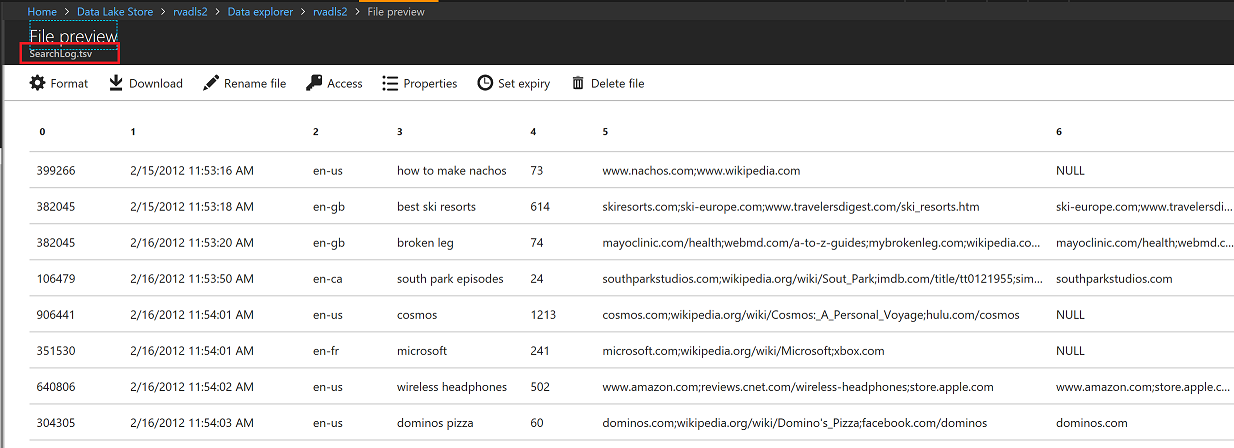 Home > Data Lake Store > rvadls2 > Data explorer > rvadls2 > File preview
File preview
SearchLog.tsv
Format Download Rename file Access Properties Set expiry Delete file
0 1 2 3 4 5 6
399266 2/15/2012 11:53:16 AM en-us how to make nachos 73 www.nachos.com;www.wikipedia.com NULL
382045 2/15/2012 11:53:18 AM en-gb best ski resorts 614 skiresorts.com;ski-europe.com;www.travelersdigest.com/ski_resorts.htm ski-europe.com;www.travelersdi...
382045 2/16/2012 11:53:20 AM en-gb broken leg 74 mayoclinic.com/health;webmd.com/a-to-z-guides;mybrokenleg.com;wikipedia.co... mayoclinic.com/health;webmd.c...
106479 2/16/2012 11:53:50 AM en-ca south park episodes 24 southparkstudios.com;wikipedia.org/wiki/Sout_Park;imdb.com/title/tt0121955;sim... southparkstudios.com
906441 2/16/2012 11:54:01 AM en-us cosmos 1213 cosmos.com;wikipedia.org/wiki/Cosmos:_A_Personal_Voyage;hulu.com/cosmos NULL
351530 2/16/2012 11:54:01 AM en-fr microsoft 241 microsoft.com;wikipedia.org/wiki/Microsoft;xbox.com NULL
640806 2/16/2012 11:54:02 AM en-us wireless headphones 502 www.amazon.com;reviews.cnet.com/wireless-headphones;store.apple.com www.amazon.com;store.apple.c...
304305 2/16/2012 11:54:03 AM en-us dominos pizza 60 dominos.com;wikipedia.org/wiki/Domino's_Pizza;facebook.com/dominos dominos.com